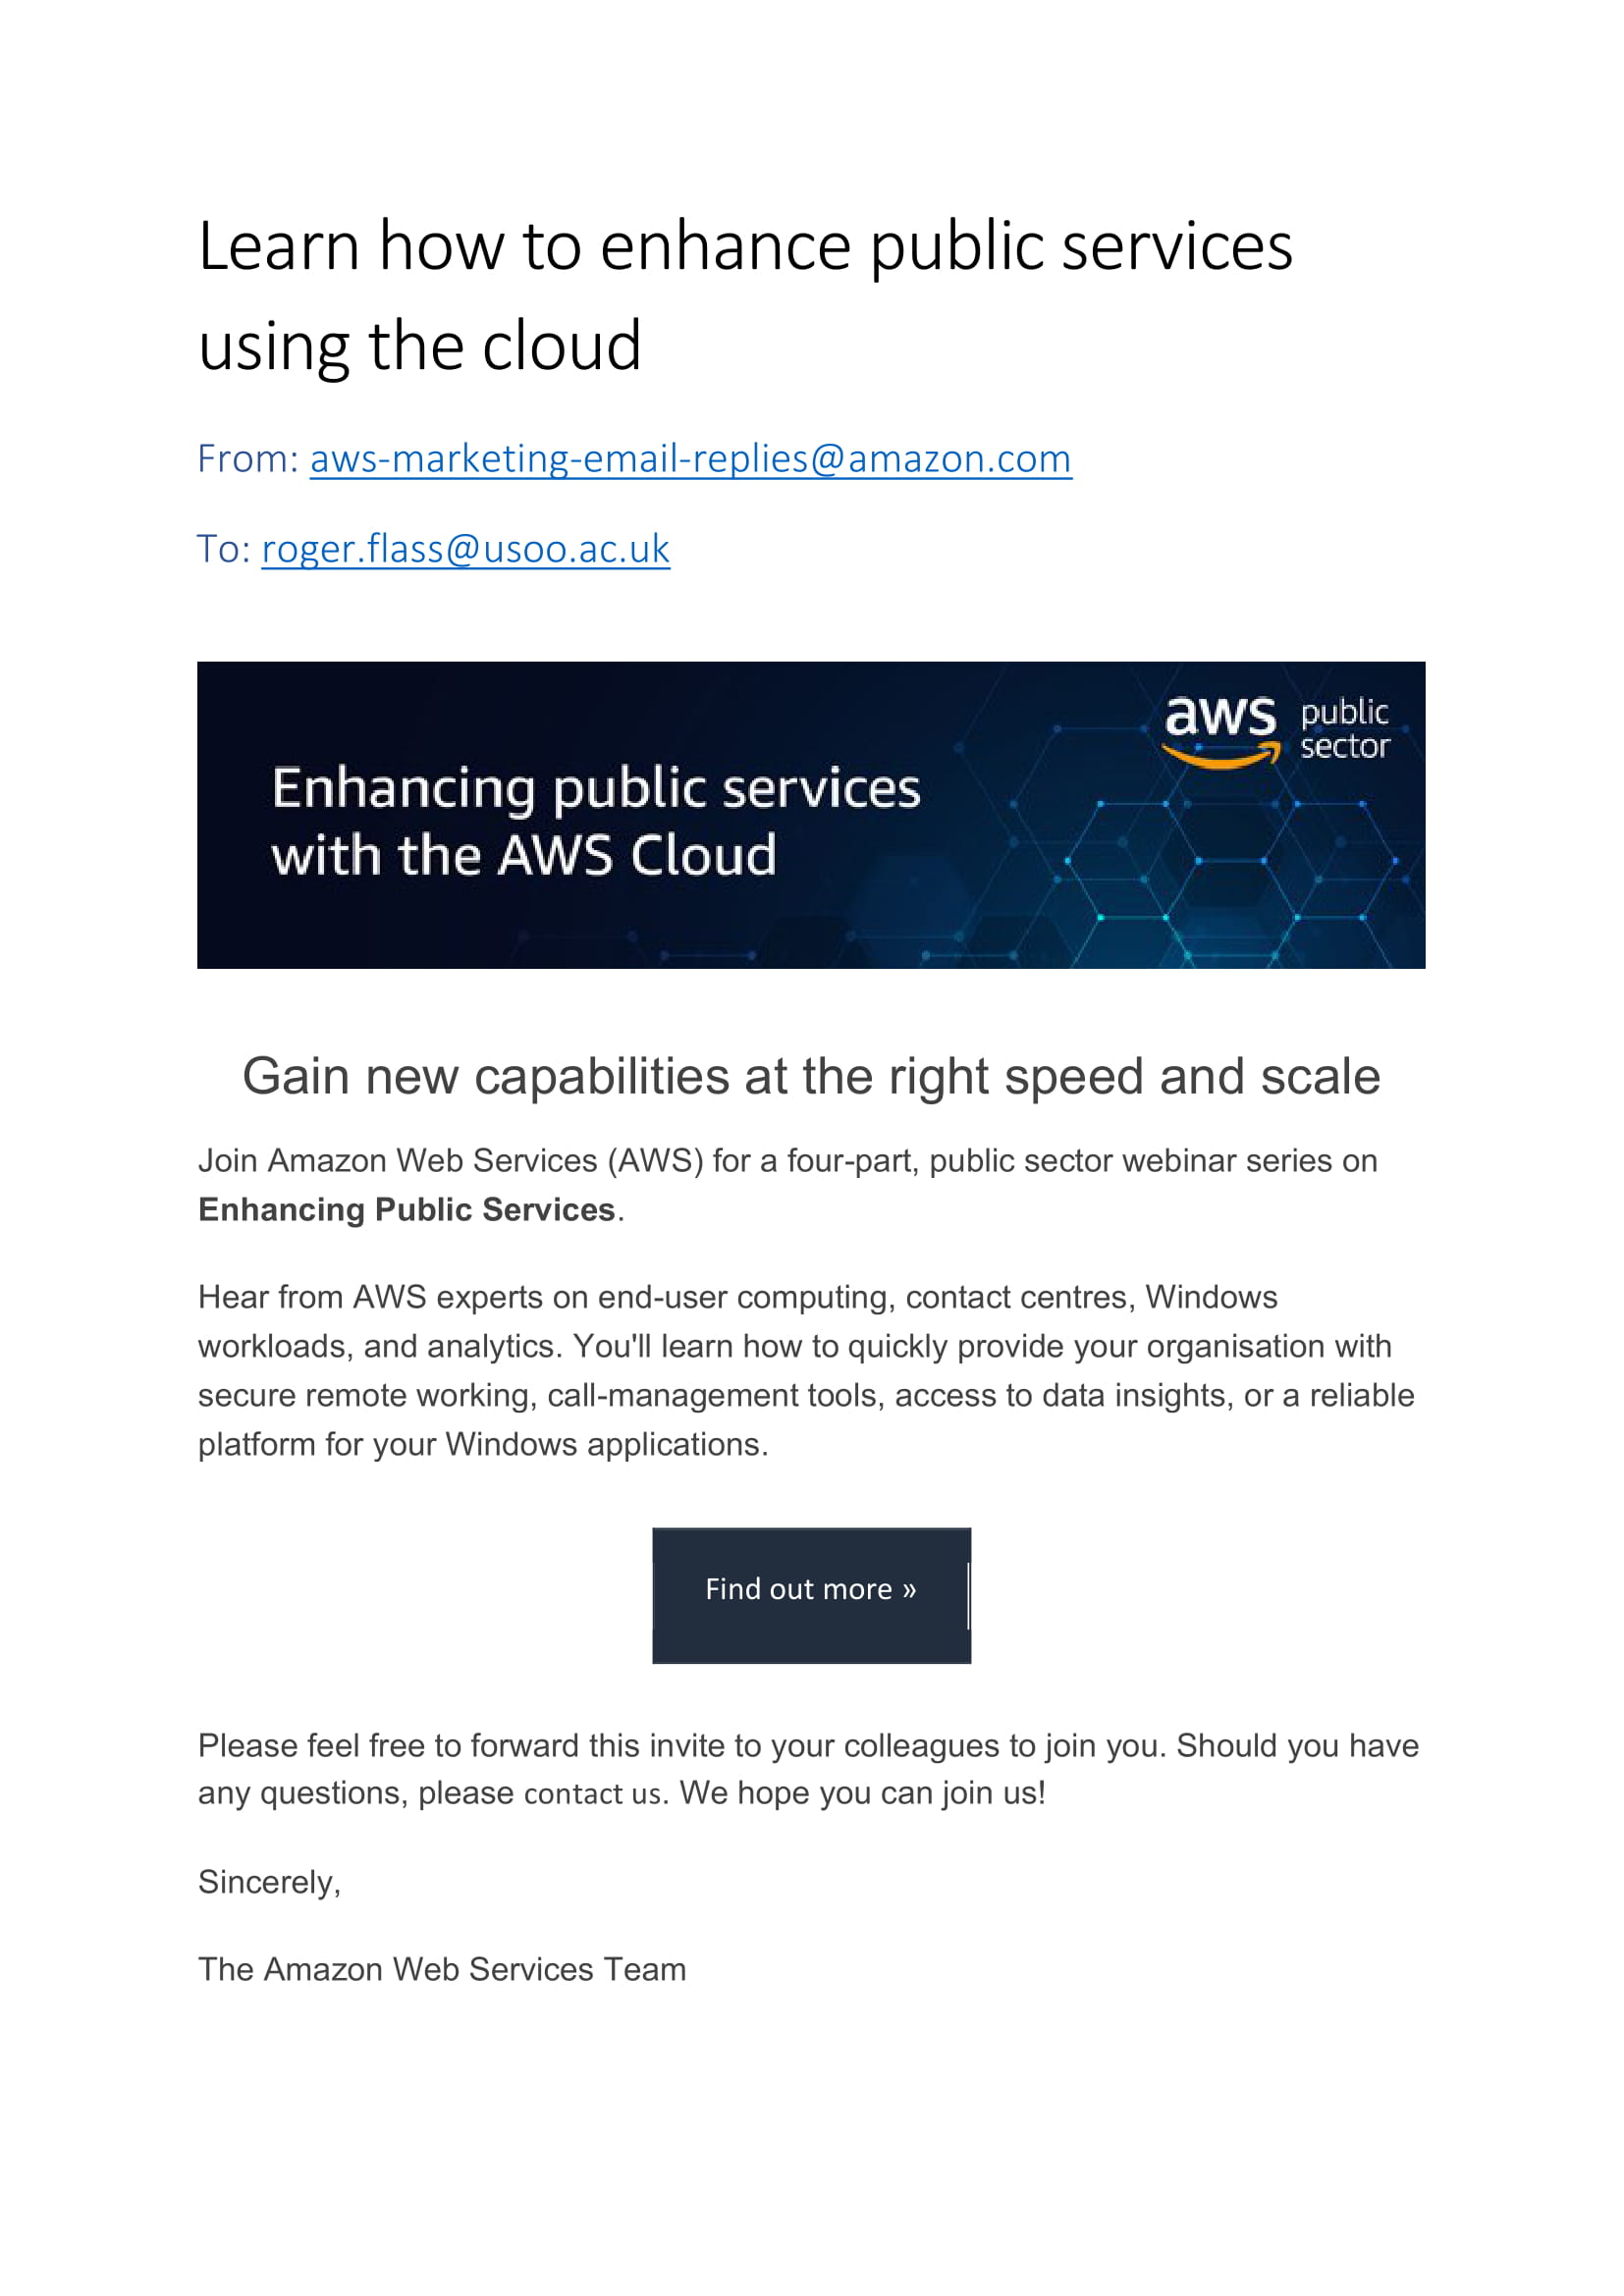 Learn how to enhance public services
using the cloud
From: aws-marketing-email-replies@amazon.com
To: roger.flass@usoo.ac.uk
aws public
sector
Enhancing public services
with the AWS Cloud
Gain new capabilities at the right speed and scale
Join Amazon Web Services (AWS) for a four-part, public sector webinar series on
Enhancing Public Services.
Hear from AWS experts on end-user computing, contact centres, Windows
workloads, and analytics. You'll learn how to quickly provide your organisation with
secure remote working, call-management tools, access to data insights, or a reliable
platform for your Windows applications.
Find out more »
Please feel free to forward this invite to your colleagues to join you. Should you have
any questions, please contact us. We hope you can join us!
Sincerely,
The Amazon Web Services Team